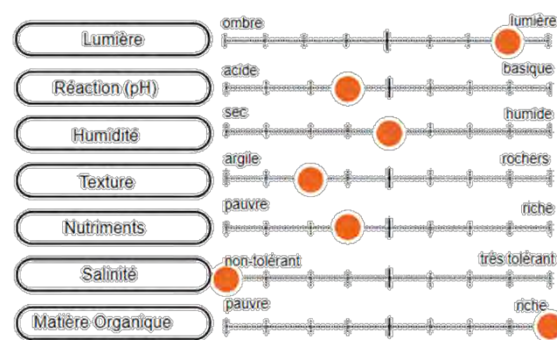 Lumière ombre lumière
Réaction (pH) acide basique
Humidité sec humide
Texture argile rochers
Nutriments pauvre riche
Salinité non-tolérant très tolérant
Matière Organique pauvre riche